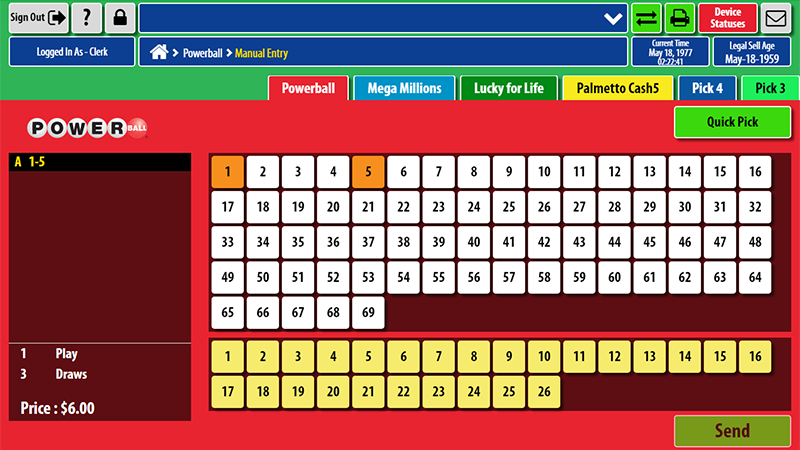 Sign Out ?
Device Statuses
Logged In As - Clerk
Powerball Manual Entry
Current Time
May 18, 1977
02:22:41
Legal Sell Age
May-18-1959
Powerball Mega Millions Lucky for Life Palmetto Cash5 Pick 4 Pick 3
POWERBALL
Quick Pick
A 1-5
1 2 3 4 5 6 7 8 9 10 11 12 13 14 15 16
17 18 19 20 21 22 23 24 25 26 27 28 29 30 31 32
33 34 35 36 37 38 39 40 41 42 43 44 45 46 47 48
49 50 51 52 53 54 55 56 57 58 59 60 61 62 63 64
65 66 67 68 69
1 Play
3 Draws
Price : $6.00
1 2 3 4 5 6 7 8 9 10 11 12 13 14 15 16
17 18 19 20 21 22 23 24 25 26
Send